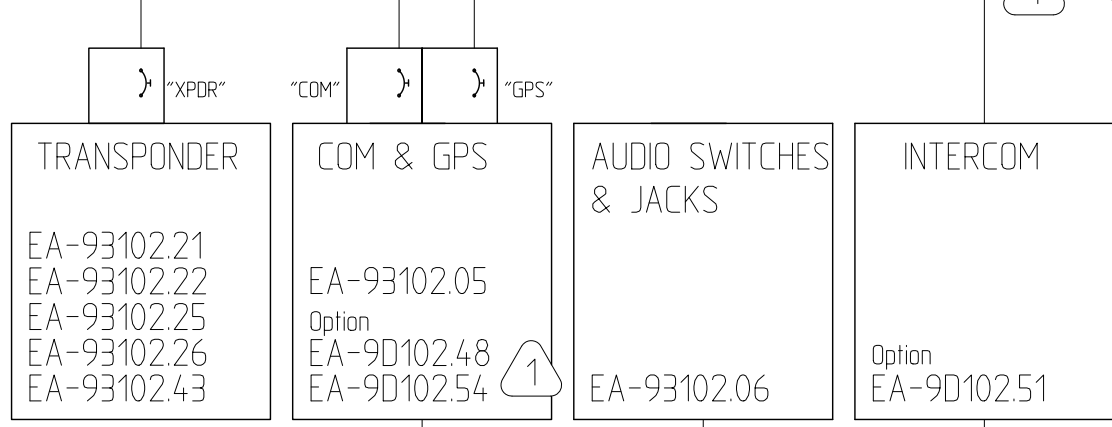 "XPDR"
"COM"
"GPS"
TRANSPONDER
EA-93102.21
EA-93102.22
EA-93102.25
EA-93102.26
EA-93102.43
COM & GPS
EA-93102.05
Option
EA-9D102.48
EA-9D102.54
1
AUDIO SWITCHES
& JACKS
EA-93102.06
INTERCOM
Option
EA-9D102.51